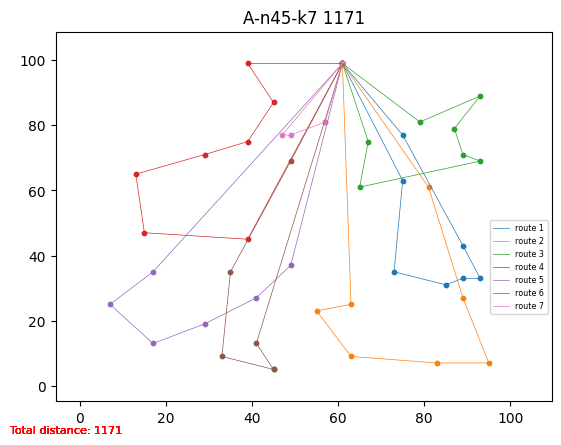 A-n45-k7 1171
100
80
60
40
20
0
0 20 40 60 80 100
route 1
route 2
route 3
route 4
route 5
route 6
route 7
Total distance: 1171